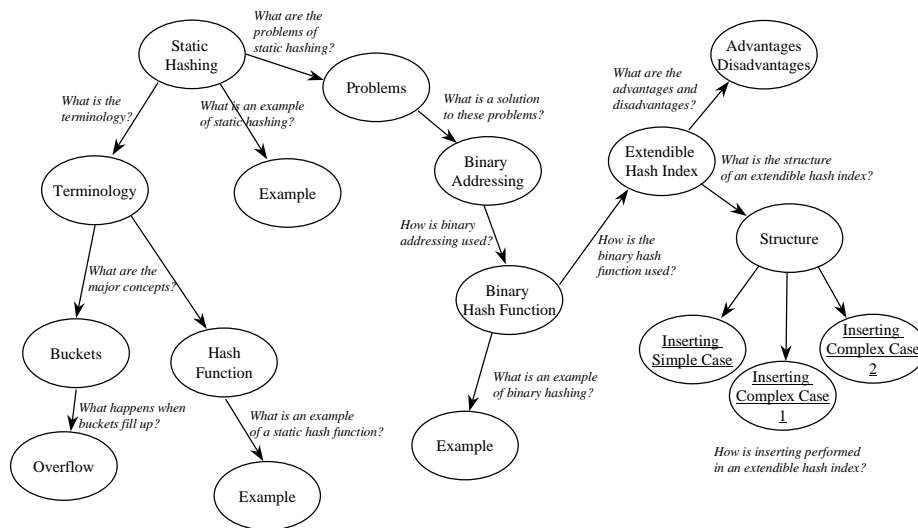 What are the
problems of
static hashing?
Static
Hashing
Advantages
Disadvantages
What are the
advantages and
disadvantages?
Problems
What is the
terminology?
What is an example
of static hashing?
What is a solution
to these problems?
Binary
Addressing
Extendible
Hash Index
What is the structure
of an extendible hash index?
Terminology
Example
How is binary
addressing used?
How is the
binary hash
function used?
Structure
What are the
major concepts?
Binary
Hash Function
Buckets
Hash
Function
Inserting
Simple Case
Inserting
Complex Case
1
Inserting
Complex Case
2
What is an example
of binary hashing?
What happens when
buckets fill up?
What is an example
of a static hash function?
Overflow
Example
Example
How is inserting performed
in an extendible hash index?